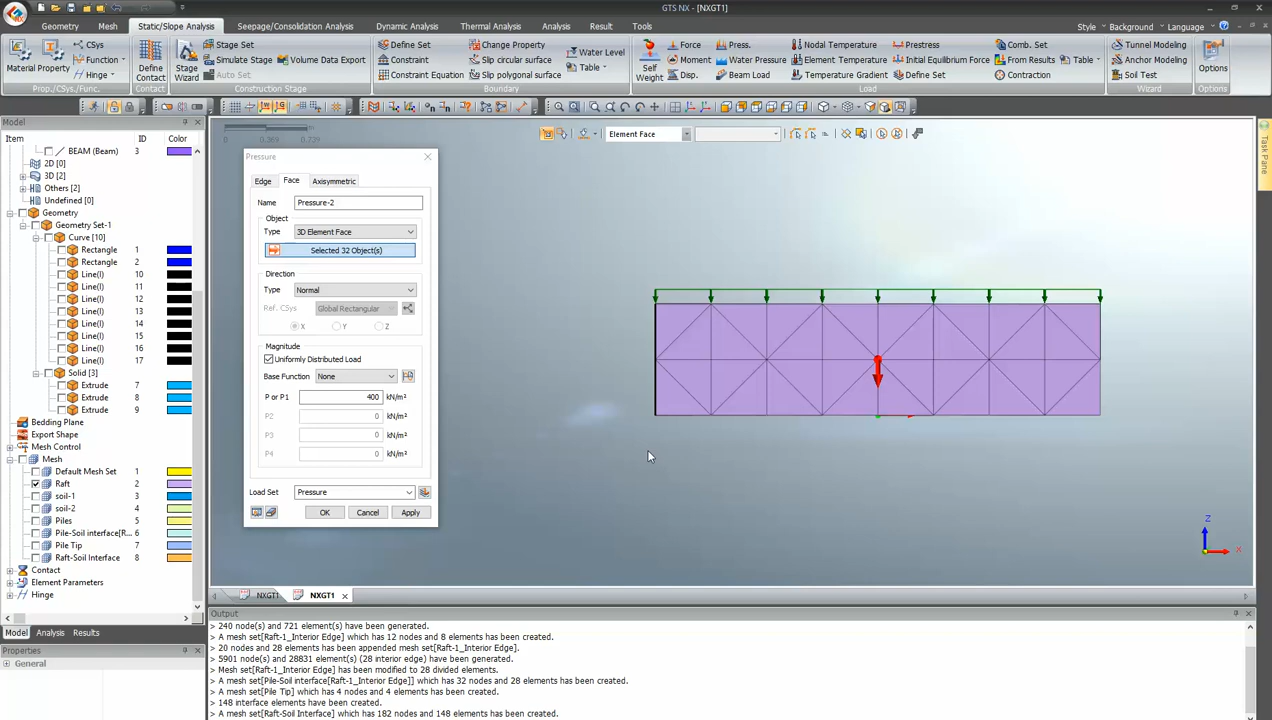 GTS NX - [NXGT1]
Geometry Mesh Static/Slope Analysis Seepage/Consolidation Analysis Dynamic Analysis Thermal Analysis Analysis Result Tools Style Background Language
Material Property CSys Function Hinge Define Contact Stage Wizard Stage Set Simulate Stage Auto Set Volume Data Export
Define Set Constraint Constraint Equation Change Property Slip circular surface Slip polygonal surface Water Level Table
Self Weight Force Moment Disp. Press. Water Pressure Beam Load Nodal Temperature Element Temperature Temperature Gradient Prestress Initial Equilibrium Force Define Set Comb. Set From Results Contraction Table
Tunnel Modeling Anchor Modeling Soil Test Options
Prop./CSys./Func. Contact Construction Stage Boundary Load Wizard
Model
Item ID Color
BEAM (Beam) 3
2D [0]
3D [2]
Others [2]
Undefined [0]
Geometry
Geometry Set-1
Curve [10]
Rectangle 1
Rectangle 2
Line(l) 10
Line(l) 11
Line(l) 12
Line(l) 13
Line(l) 14
Line(l) 15
Line(l) 16
Line(l) 17
Solid [3]
Extrude 7
Extrude 8
Extrude 9
Bedding Plane
Export Shape
Mesh Control
Mesh
Default Mesh Set 1
Raft 2
soil-1 3
soil-2 4
Piles 5
Pile-Soil interface[R... 6
Pile Tip 7
Raft-Soil Interface 8
Contact
Element Parameters
Hinge
Model Analysis Results
Properties
General
Element Face
0 0.369 0.729
Pressure
Edge Face Axisymmetric
Name Pressure-2
Object
Type 3D Element Face
Selected 32 Object(s)
Direction
Type Normal
Ref. CSys Global Rectangular
X Y Z
Magnitude
Uniformly Distributed Load
Base Function None
P or P1 400 kN/m²
P2 0 kN/m²
P3 0 kN/m²
P4 0 kN/m²
Load Set Pressure
OK Cancel Apply
Task Pane
Z
X
NXGT1 NXGT1
Output
240 node(s) and 721 element(s) have been generated.
> A mesh set[Raft-1_Interior Edge] which has 12 nodes and 8 elements has been created.
> 20 nodes and 28 elements has been appended mesh set[Raft-1_Interior Edge].
> 5901 node(s) and 28831 element(s) (28 interior edge) have been generated.
> Mesh set[Raft-1_Interior Edge] has been modified to 28 divided elements.
> A mesh set[Pile-Soil interface[Raft-1_Interior Edge]] which has 32 nodes and 28 elements has been created.
> A mesh set[Pile Tip] which has 4 nodes and 4 elements has been created.
> 148 interface elements have been created.
> A mesh set[Raft-Soil Interface] which has 182 nodes and 148 elements has been created.